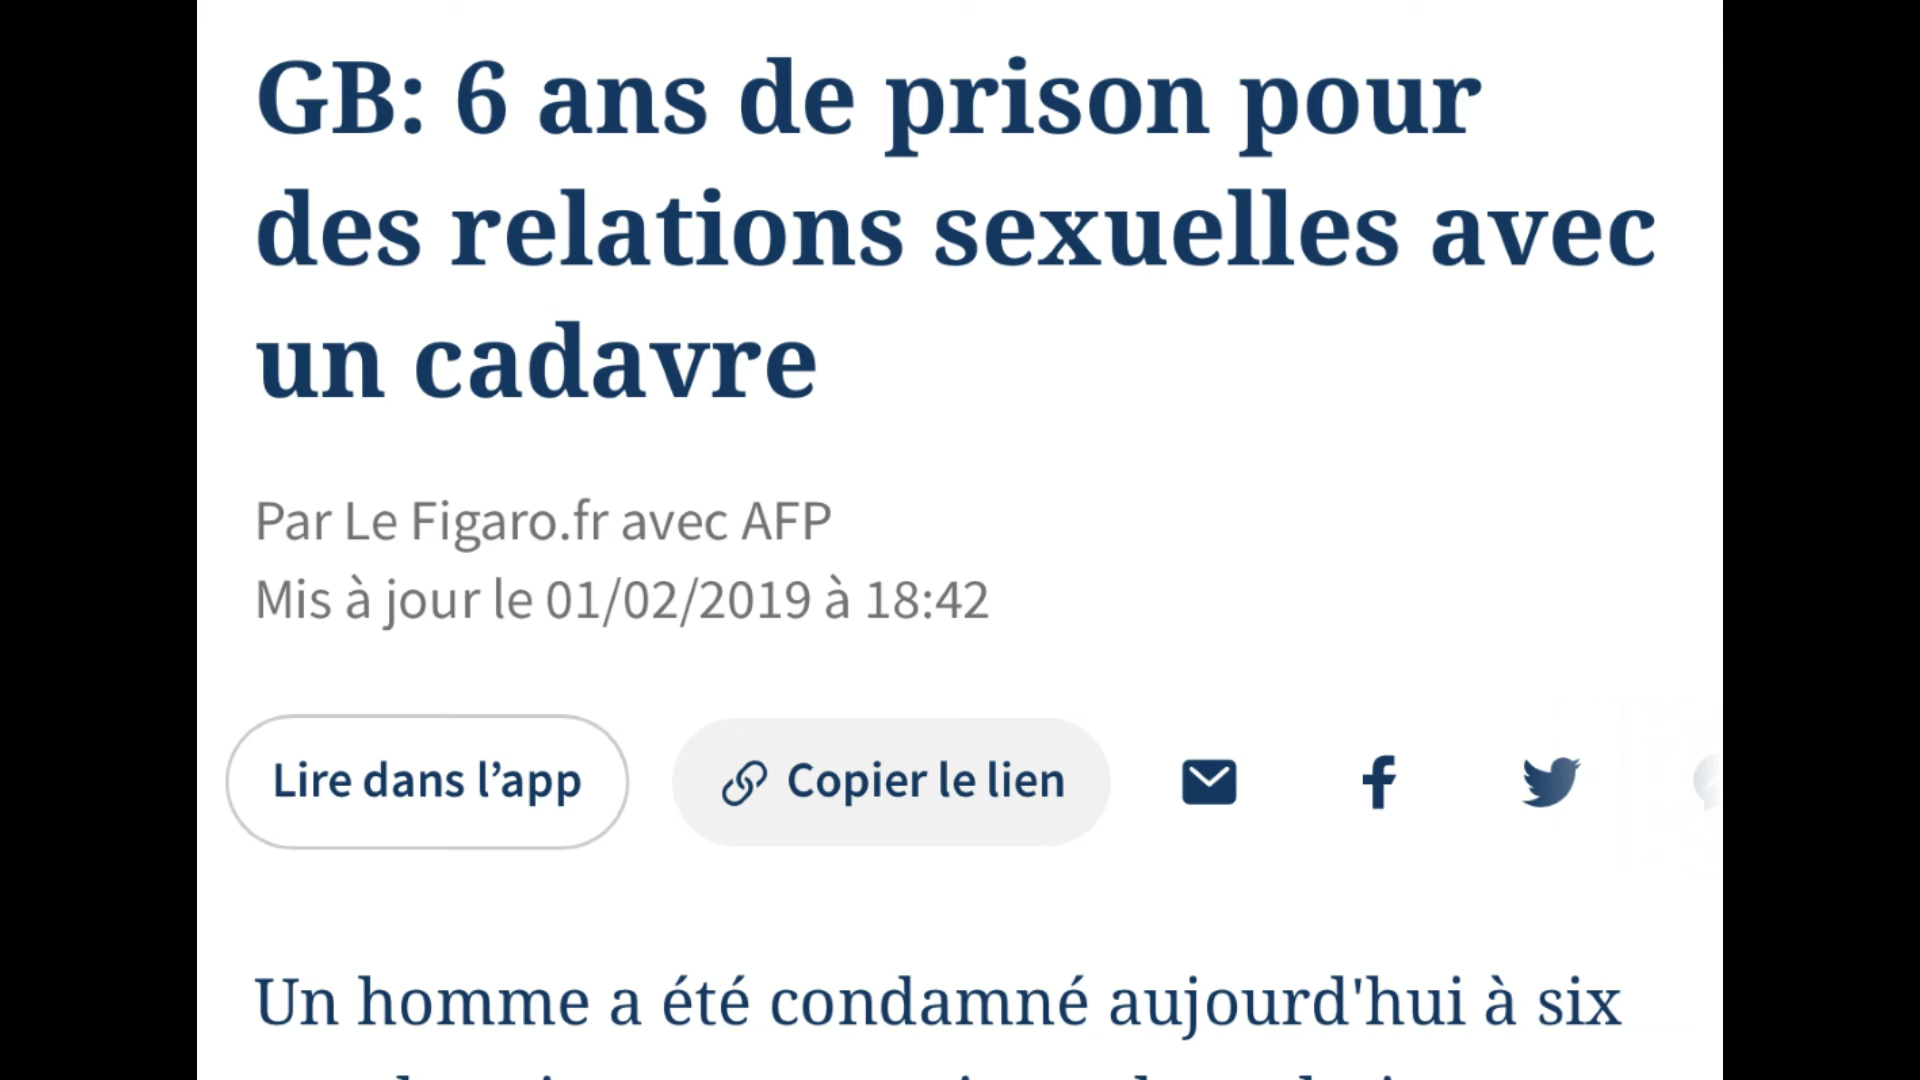 GB: 6 ans de prison pour
des relations sexuelles avec
un cadavre
Par Le Figaro.fr avec AFP
Mis à jour le 01/02/2019 à 18:42
Lire dans l’app
Copier le lien
Un homme a été condamné aujourd'hui à six